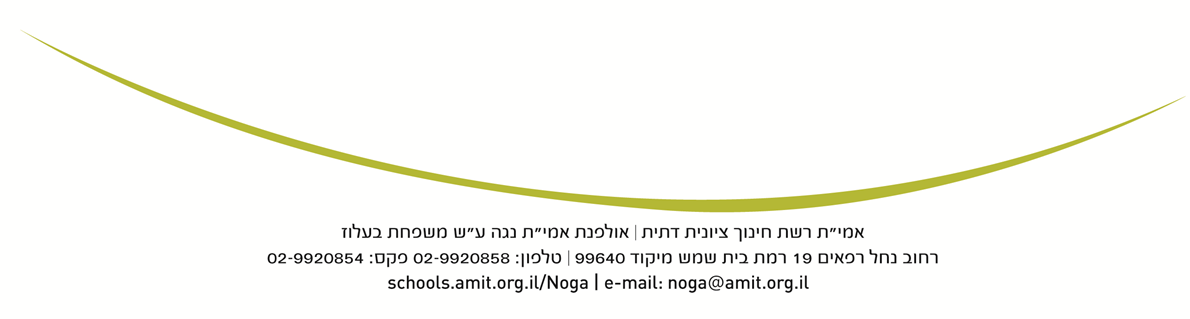 אמי"ת רשת חינוך ציונית דתית | אולפנת אמי"ת נגה ע"ש משפחת בעלוז
רחוב נחל רפאים 19 רמת בית שמש מיקוד 99640 | טלפון: 02-9920858 פקס: 02-9920854
schools.amit.org.il/Noga | e-mail: noga@amit.org.il